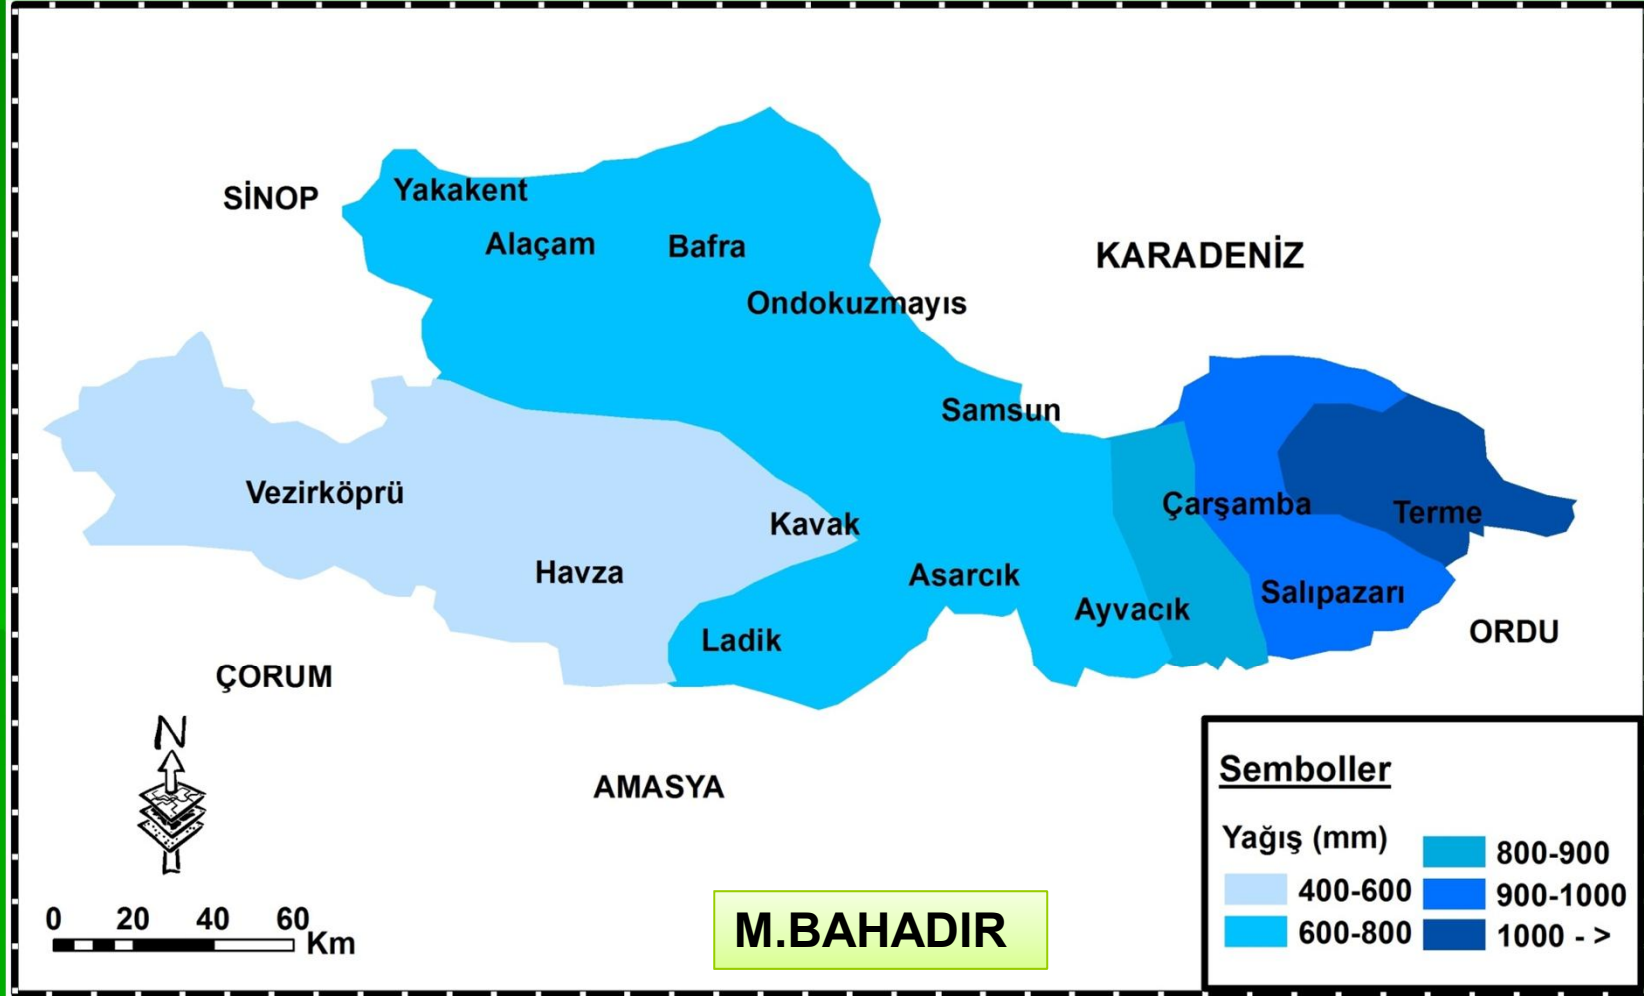 SİNOP
Yakakent
Alaçam
Bafra
KARADENİZ
Ondokuzmayıs
Samsun
Vezirköprü
Kavak
Çarşamba
Terme
Havza
Asarcık
Ayvacık
Salıpazarı
Ladik
ORDU
ÇORUM
AMASYA
N
0 20 40 60
Km
M.BAHADIR
Semboller
Yağış (mm)
400-600
600-800
800-900
900-1000
1000 - >